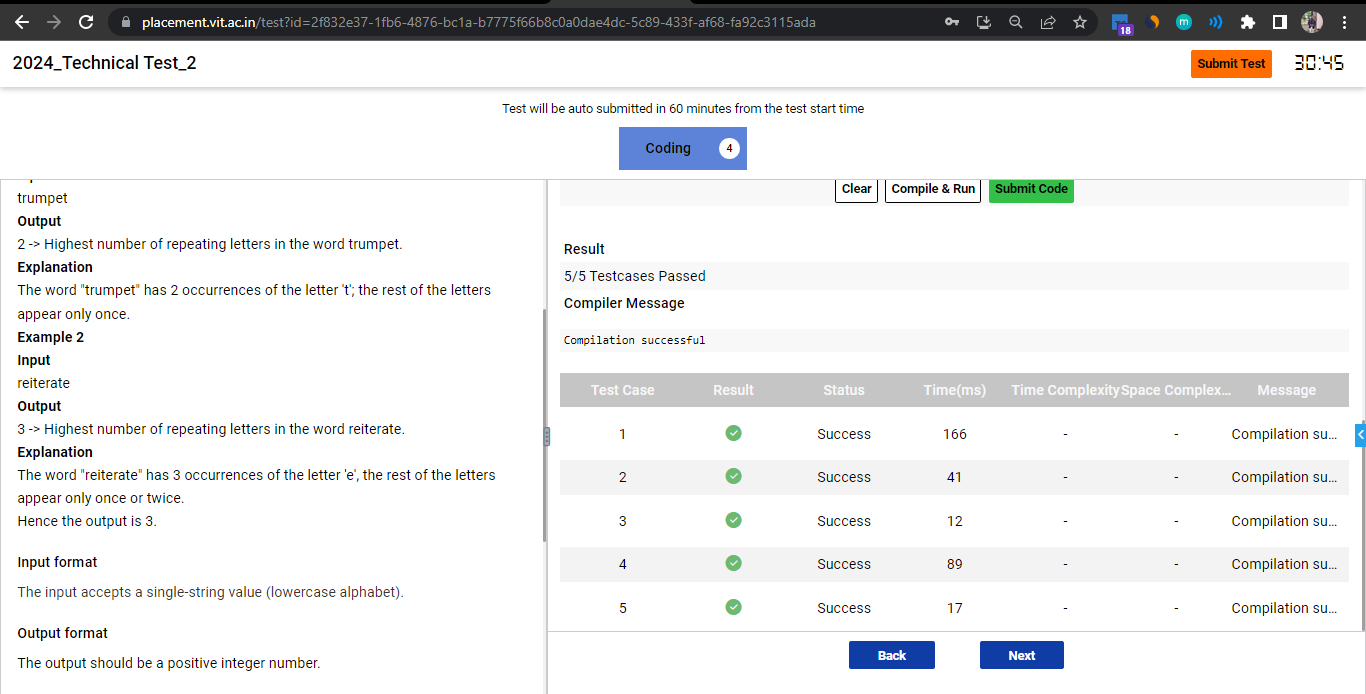 placement.vit.ac.in/test?id=2f832e37-1fb6-4876-bc1a-b7775f66b8c0a0dae4dc-5c89-433f-af68-fa92c3115ada
m
18
2024_Technical Test_2
Submit Test
30:45
Test will be auto submitted in 60 minutes from the test start time
Coding 4
trumpet
Output
2 -> Highest number of repeating letters in the word trumpet.
Explanation
The word "trumpet" has 2 occurrences of the letter 't'; the rest of the letters
appear only once.
Example 2
Input
reiterate
Output
3 -> Highest number of repeating letters in the word reiterate.
Explanation
The word "reiterate" has 3 occurrences of the letter 'e', the rest of the letters
appear only once or twice.
Hence the output is 3.
Input format
The input accepts a single-string value (lowercase alphabet).
Output format
The output should be a positive integer number.
Clear Compile & Run Submit Code
Result
5/5 Testcases Passed
Compiler Message
Compilation successful
Test Case Result Status Time(ms) Time Complexity Space Complex... Message
1 Success 166 - - Compilation su...
2 Success 41 - - Compilation su...
3 Success 12 - - Compilation su...
4 Success 89 - - Compilation su...
5 Success 17 - - Compilation su...
Back Next